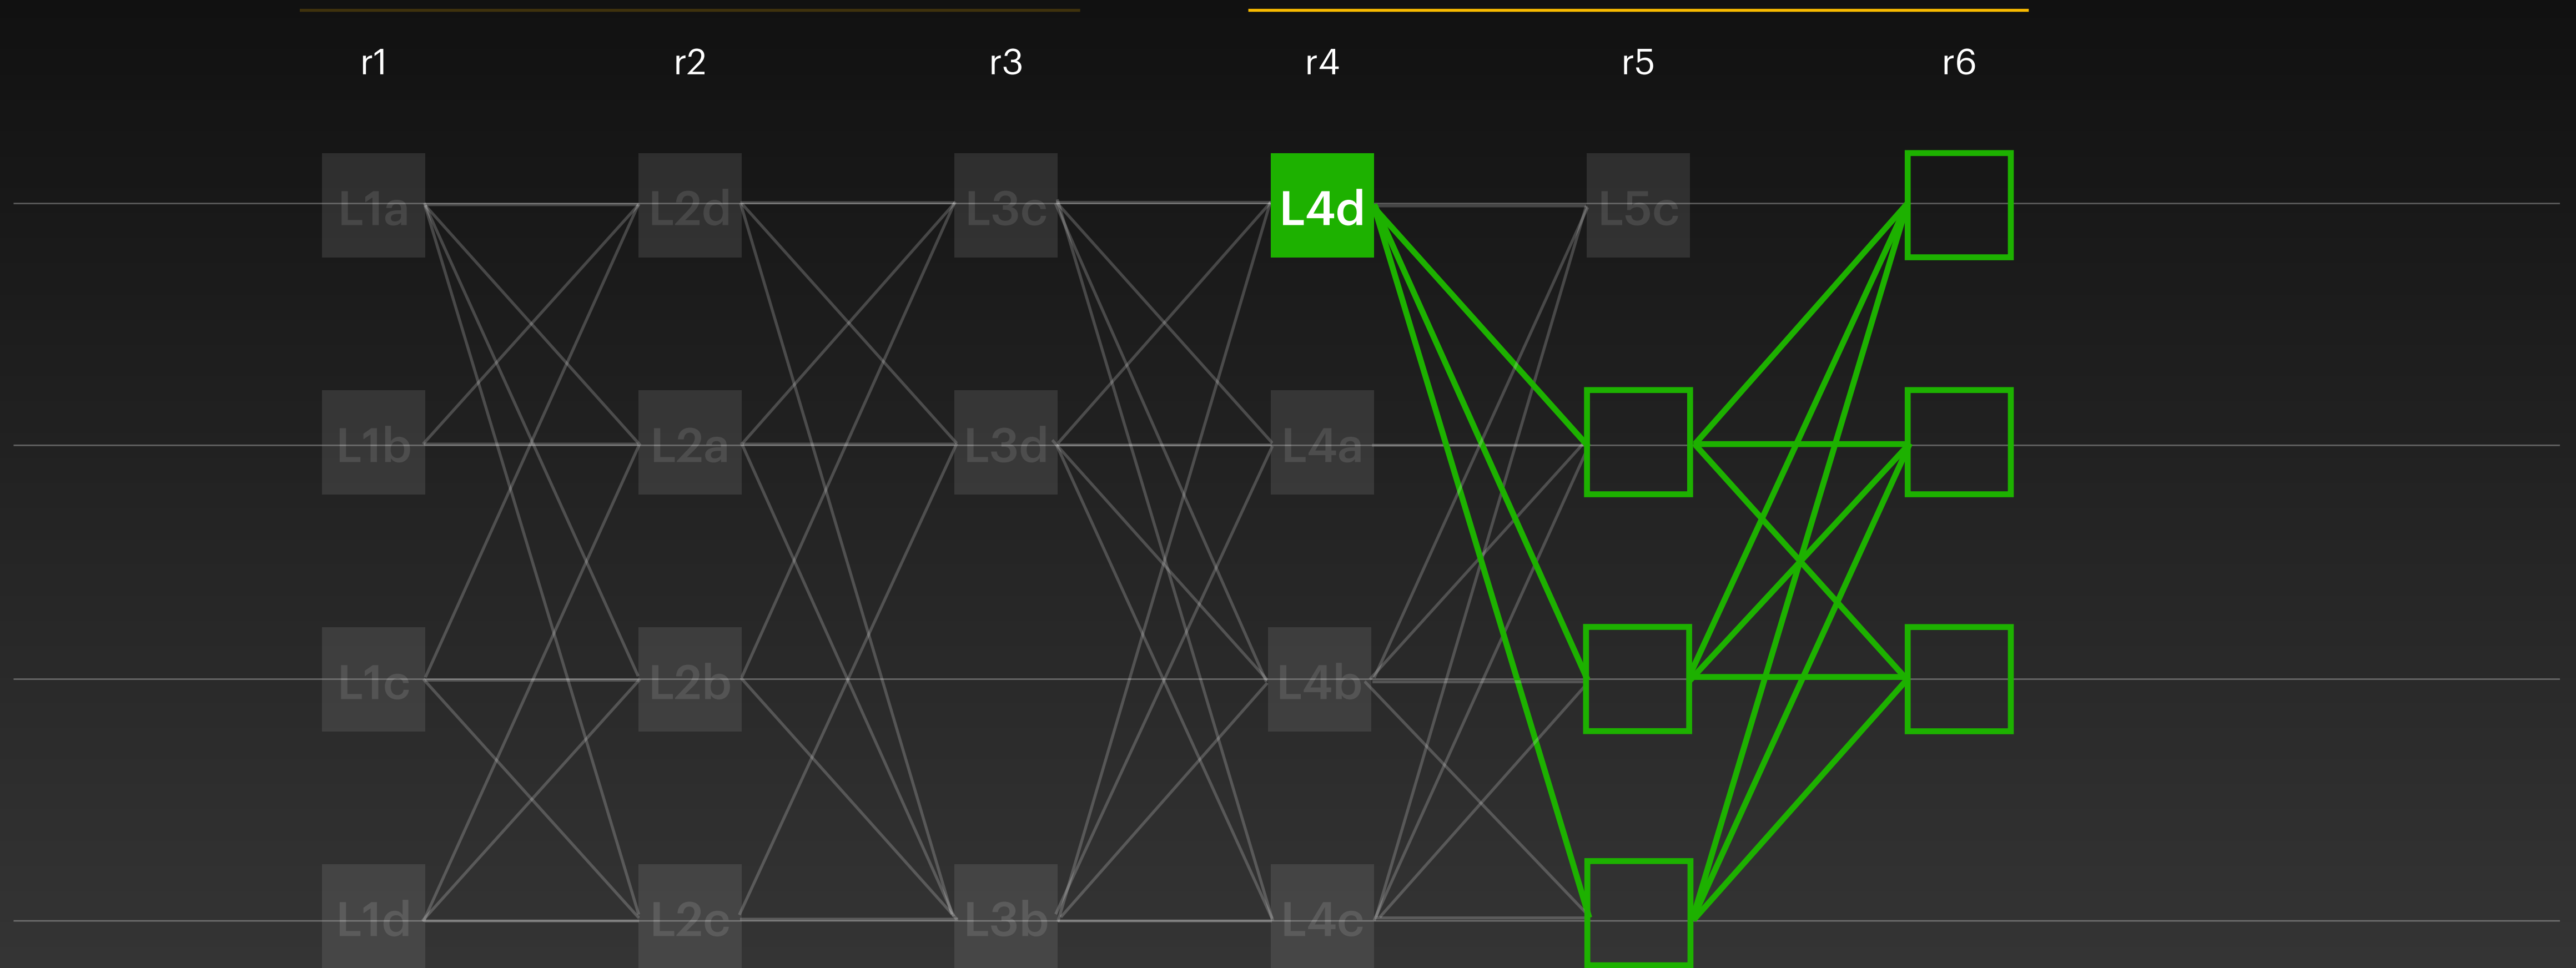 r1 r2 r3 r4 r5 r6
L1a L2d L3c L4d L5c
L1b L2a L3d L4a
L1c L2b L4b
L1d L2c L3b L4c